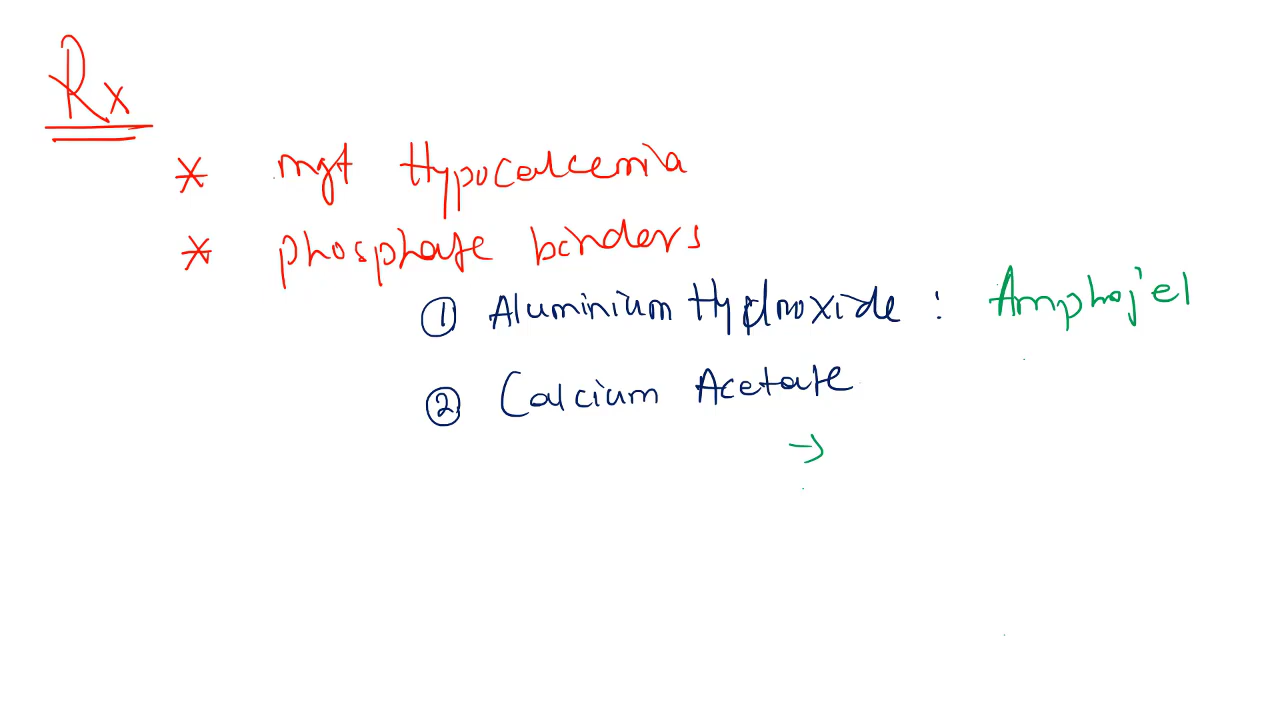 Rx
* mgt Hypocalcemia
* phosphate binders
① Aluminium Hydroxide : Amphojel
② Calcium Acetate
→